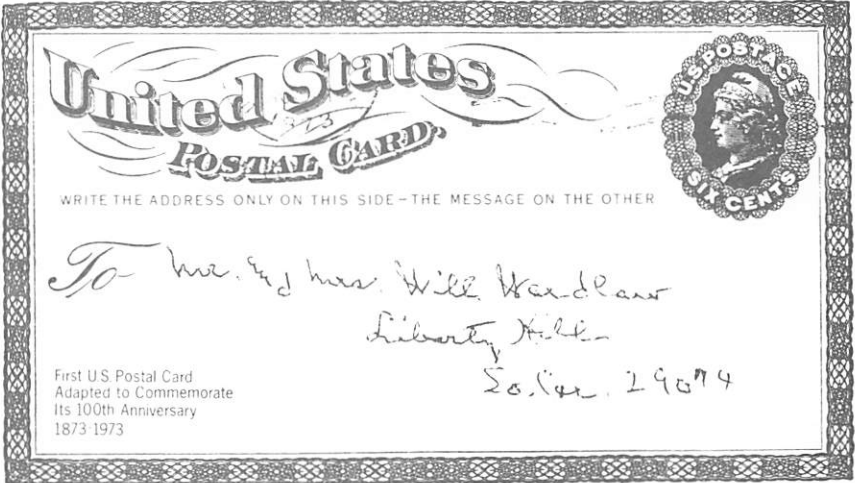 United States
POSTAL CARD.
U.S. POSTAGE
SIX CENTS
WRITE THE ADDRESS ONLY ON THIS SIDE–THE MESSAGE ON THE OTHER
To Mr. & Mrs. Will Wardlaw
Liberty Hill
So. Car. 29074
First U.S. Postal Card
Adapted to Commemorate
Its 100th Anniversary
1873-1973